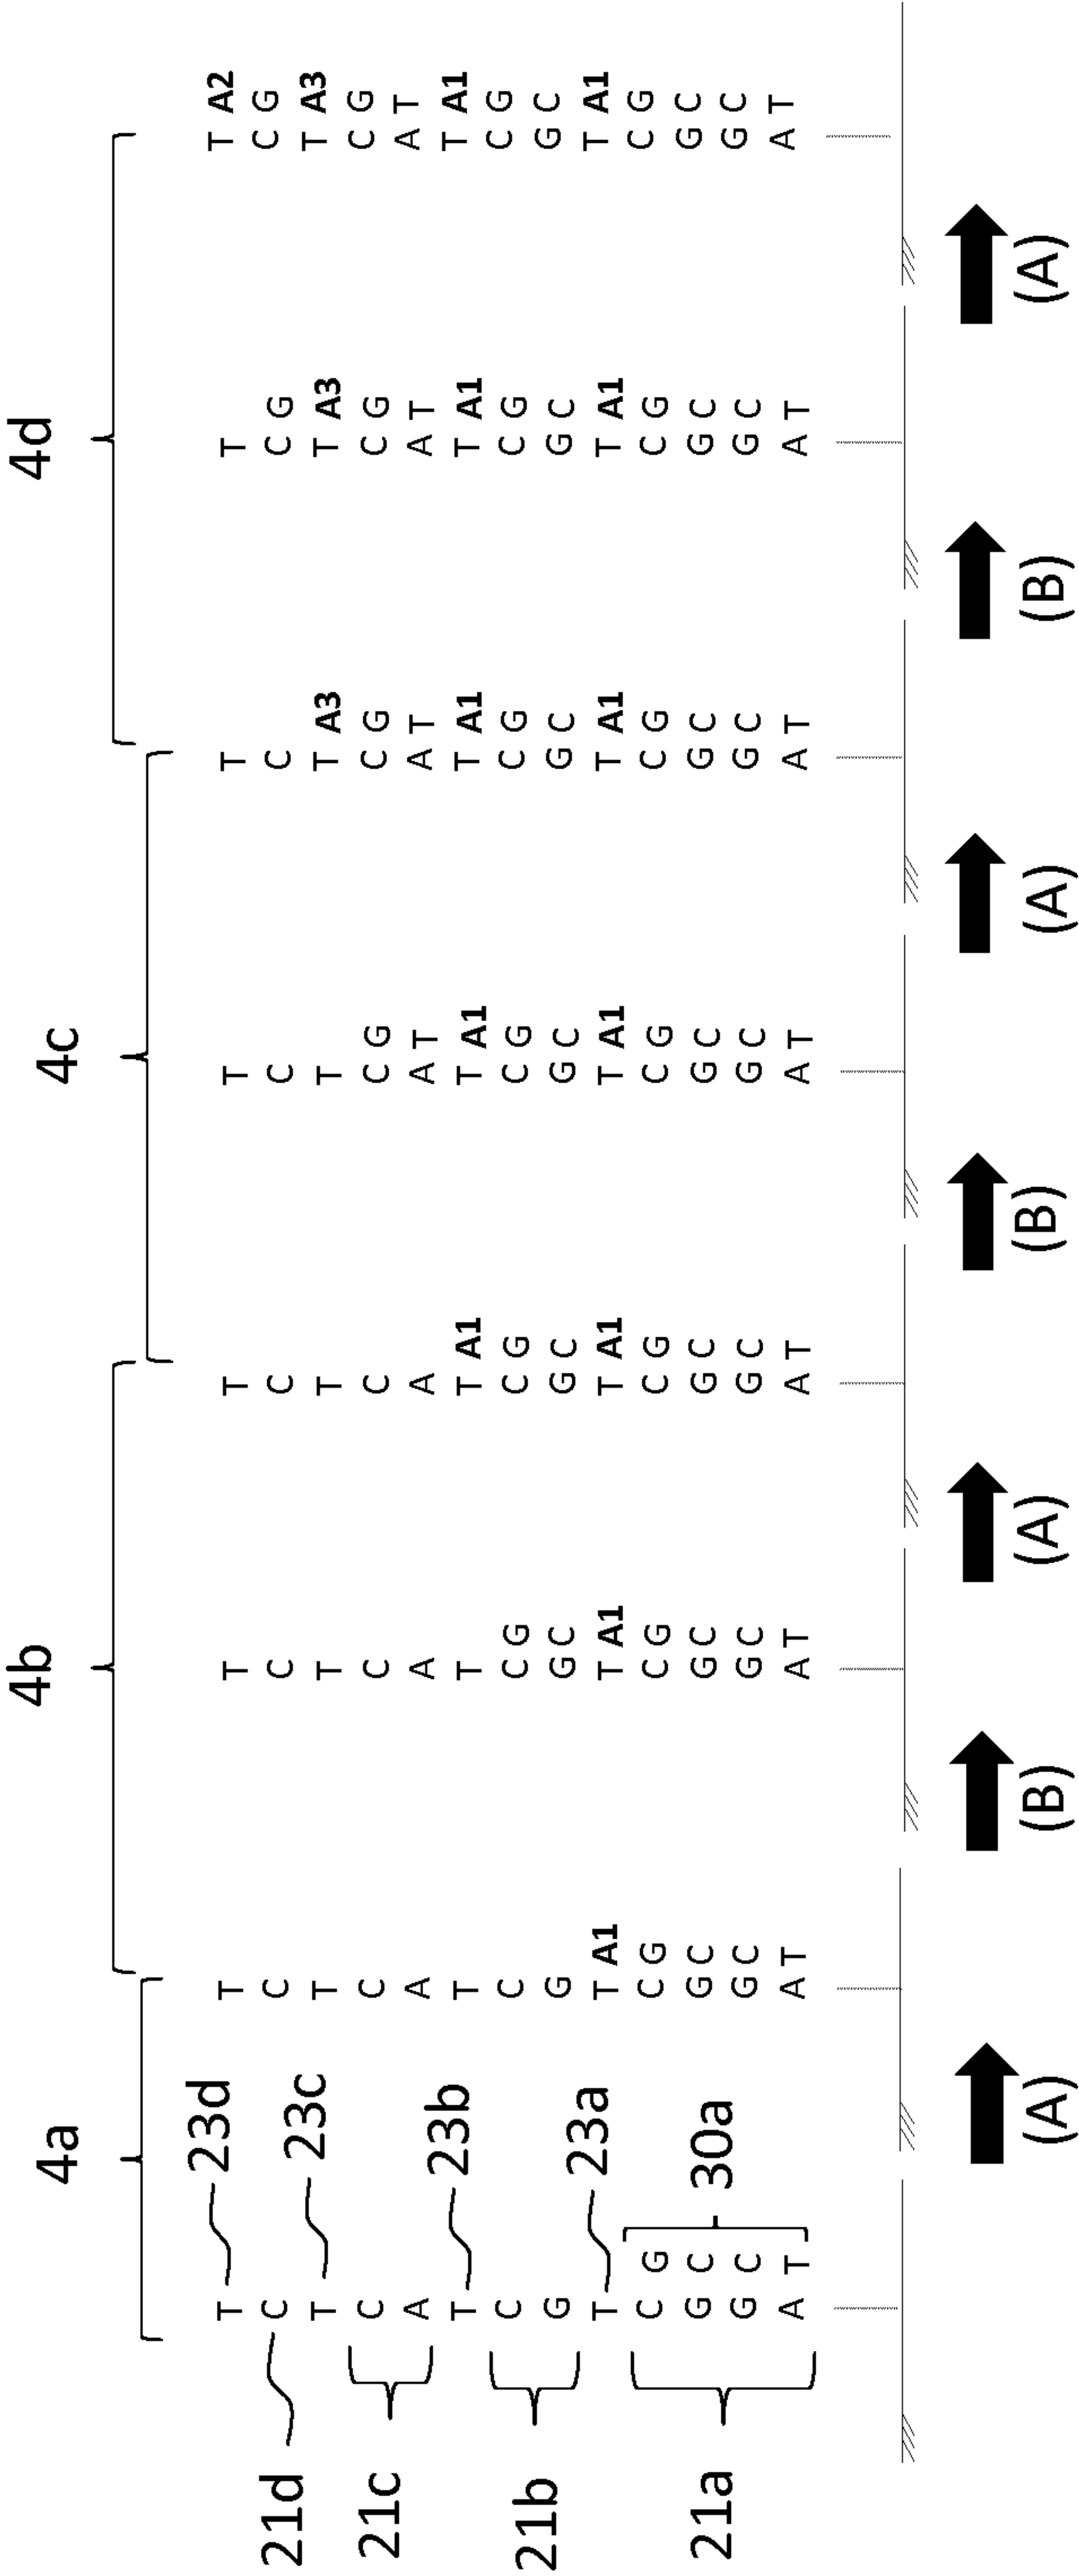 4a 4b 4c 4d
T 23d T T T T T T T A2
21d C C C C C C C G C G
T 23c T T T T T A3 T A3 T A3
21c C C C C C G C G C G C G
A A A A A T A T A T A T
T 23b T T T A1 T A1 T A1 T A1 T A1
21b C C C G C G C G C G C G C G
G G G C G C G C G C G C G C
T 23a T A1 T A1 T A1 T A1 T A1 T A1 T A1
21a C G 30a C G C G C G C G C G C G C G
G C G C G C G C G C G C G C G C
G C G C G C G C G C G C G C G C
A T A T A T A T A T A T A T A T
(A) (B) (A) (B) (A) (B) (A)